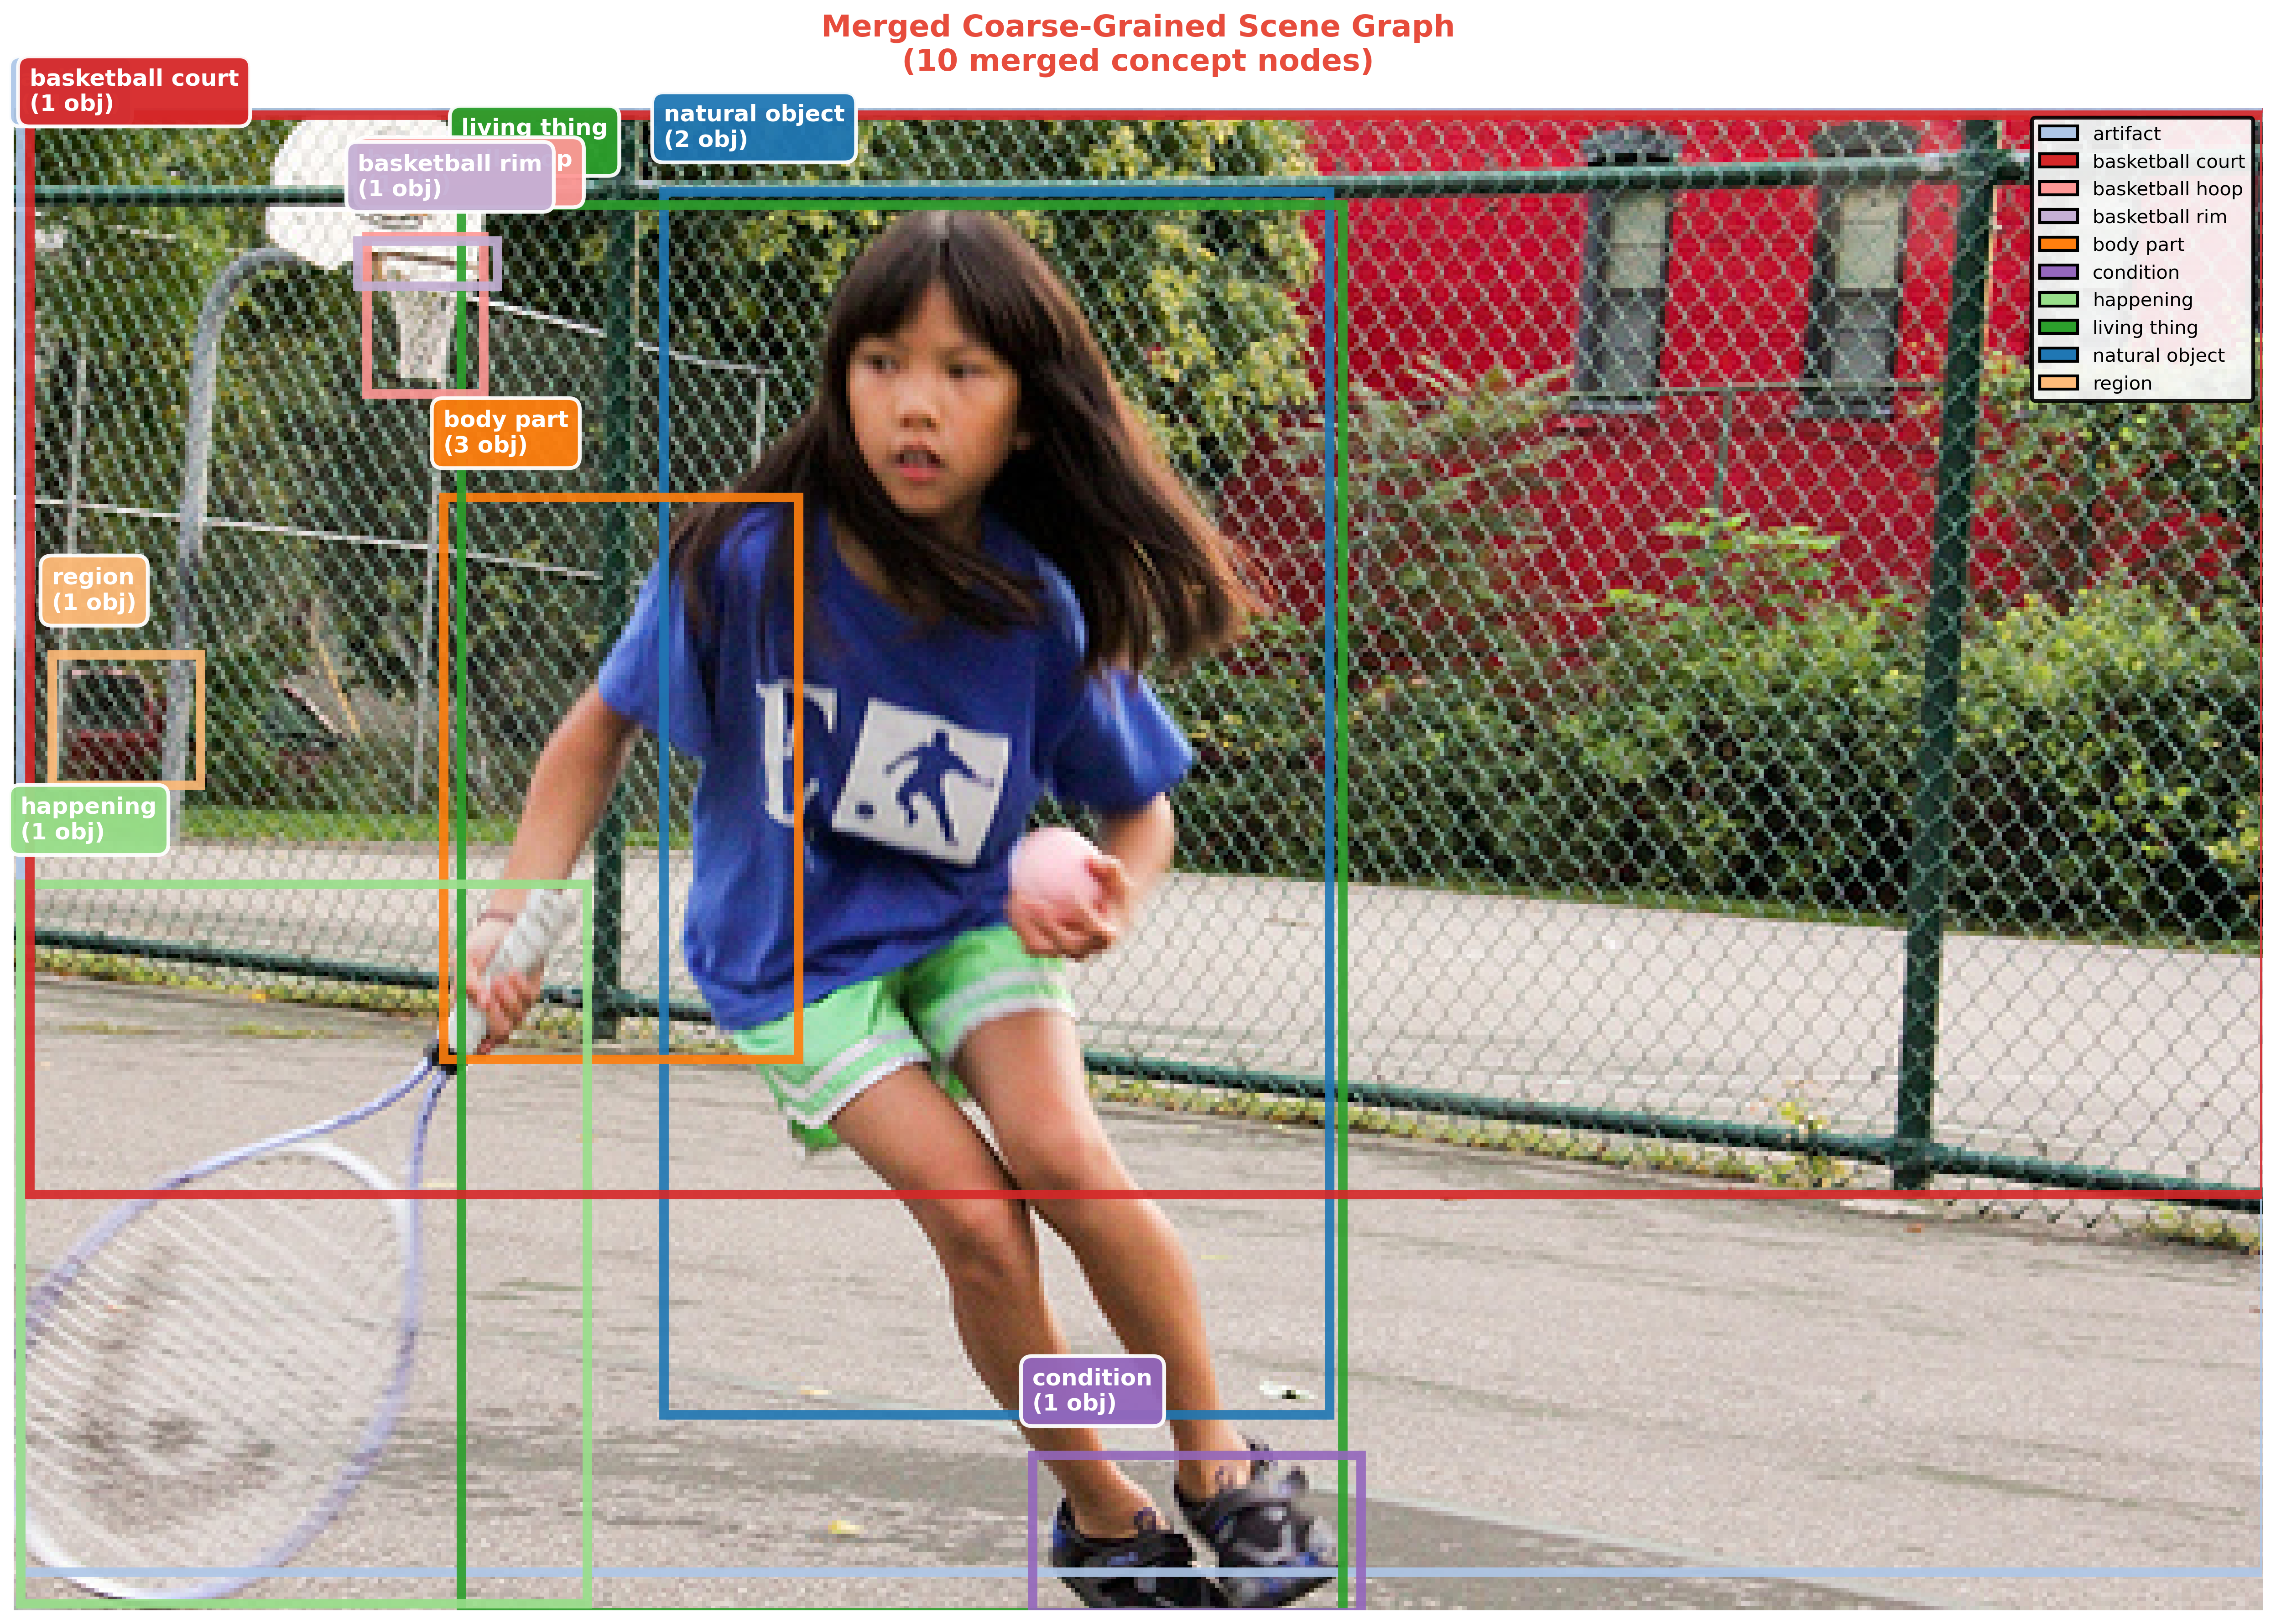 Merged Coarse-Grained Scene Graph
(10 merged concept nodes)
basketball court
(1 obj)
living thing
p
basketball rim
(1 obj)
natural object
(2 obj)
artifact
basketball court
basketball hoop
basketball rim
body part
condition
happening
living thing
natural object
region
body part
(3 obj)
region
(1 obj)
E
happening
(1 obj)
condition
(1 obj)